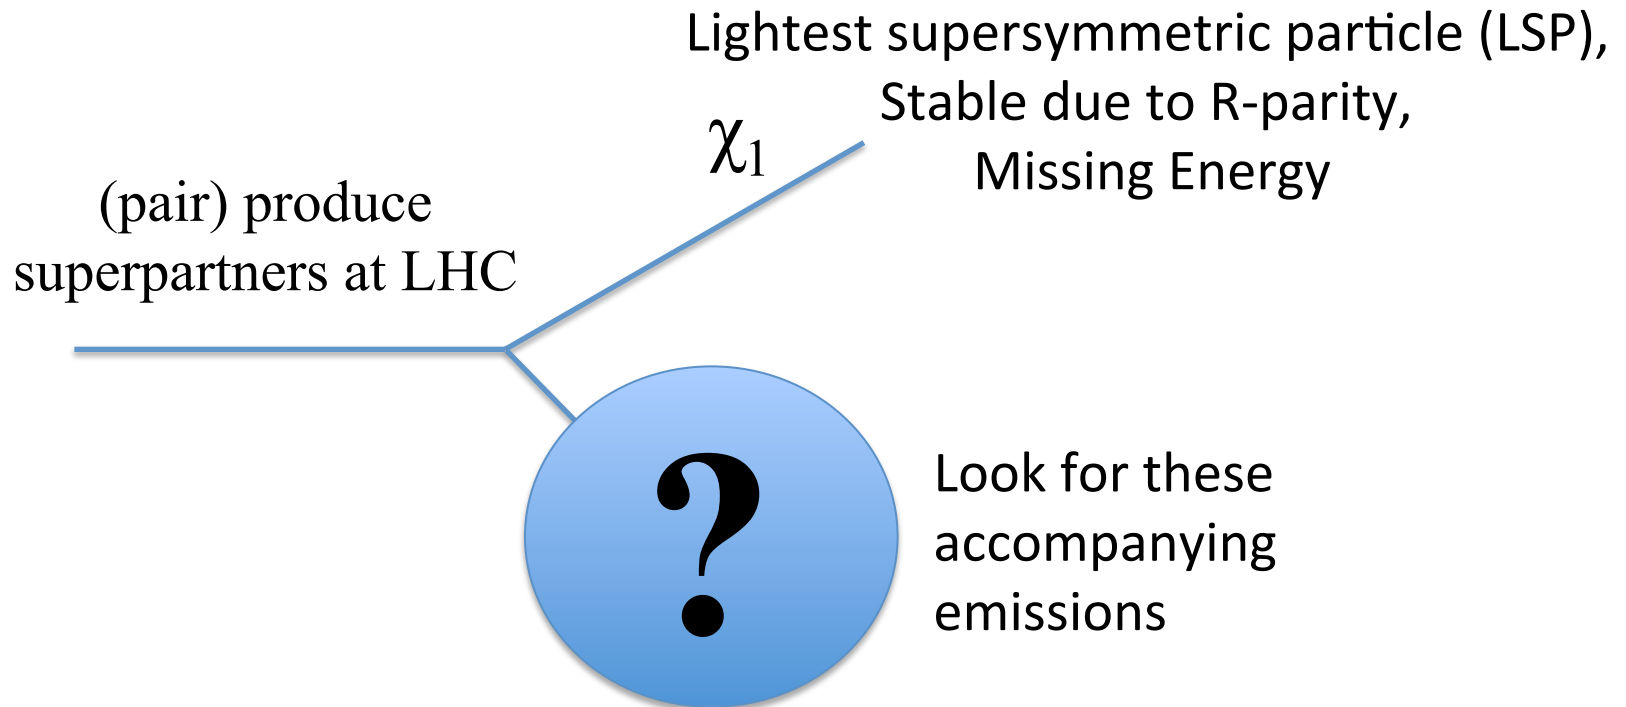 Lightest supersymmetric particle (LSP),
Stable due to R-parity,
Missing Energy
χ₁
(pair) produce
superpartners at LHC
?
Look for these
accompanying
emissions